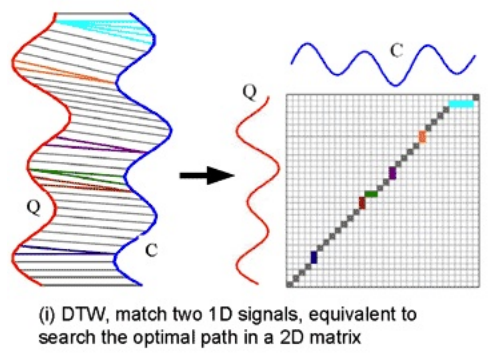 C
Q
Q
C
(i) DTW, match two 1D signals, equivalent to
search the optimal path in a 2D matrix